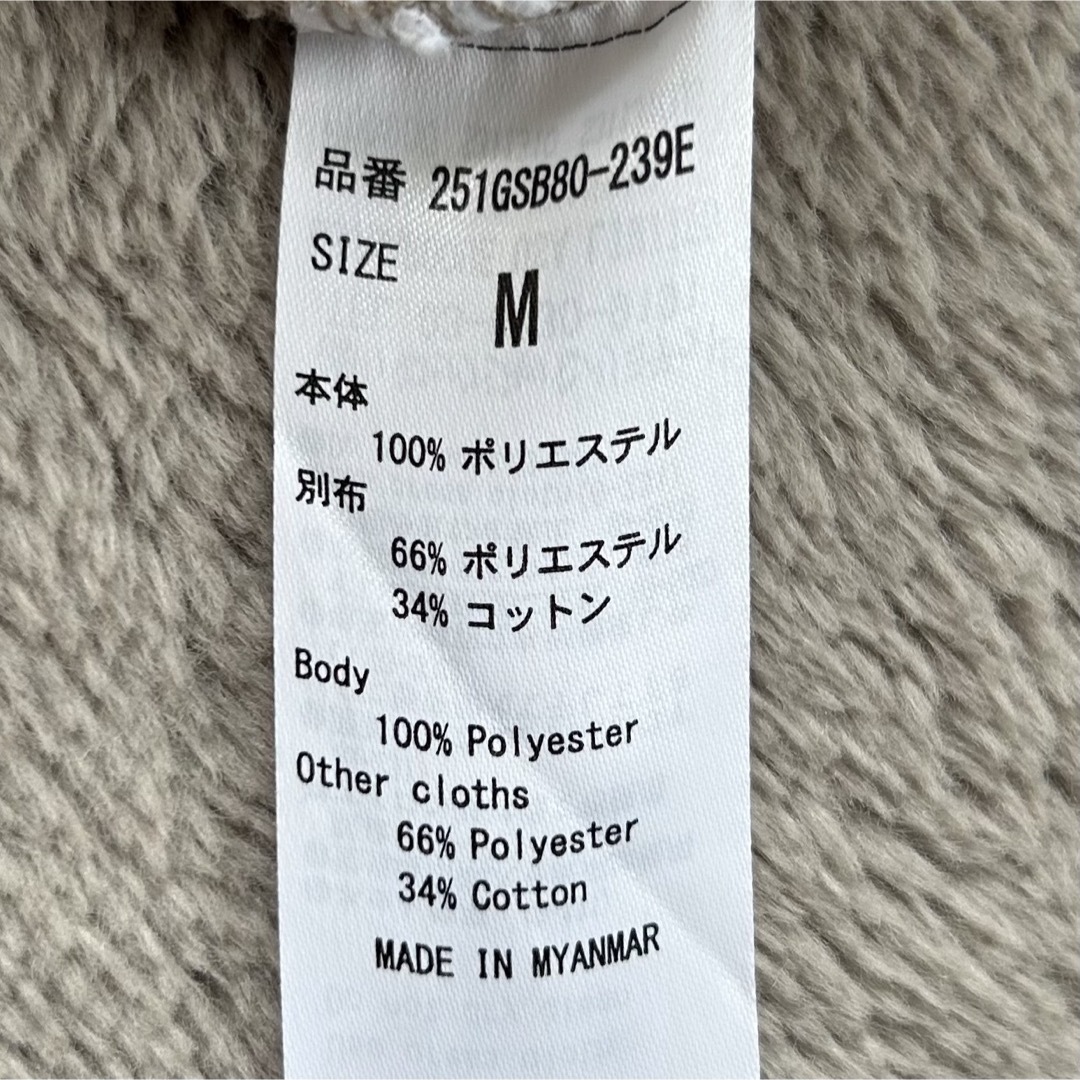 品番 251GSB80-239E
SIZE
M
本体
100% ポリエステル
別布
66% ポリエステル
34% コットン
Body
100% Polyester
Other cloths
66% Polyester
34% Cotton
MADE IN MYANMAR